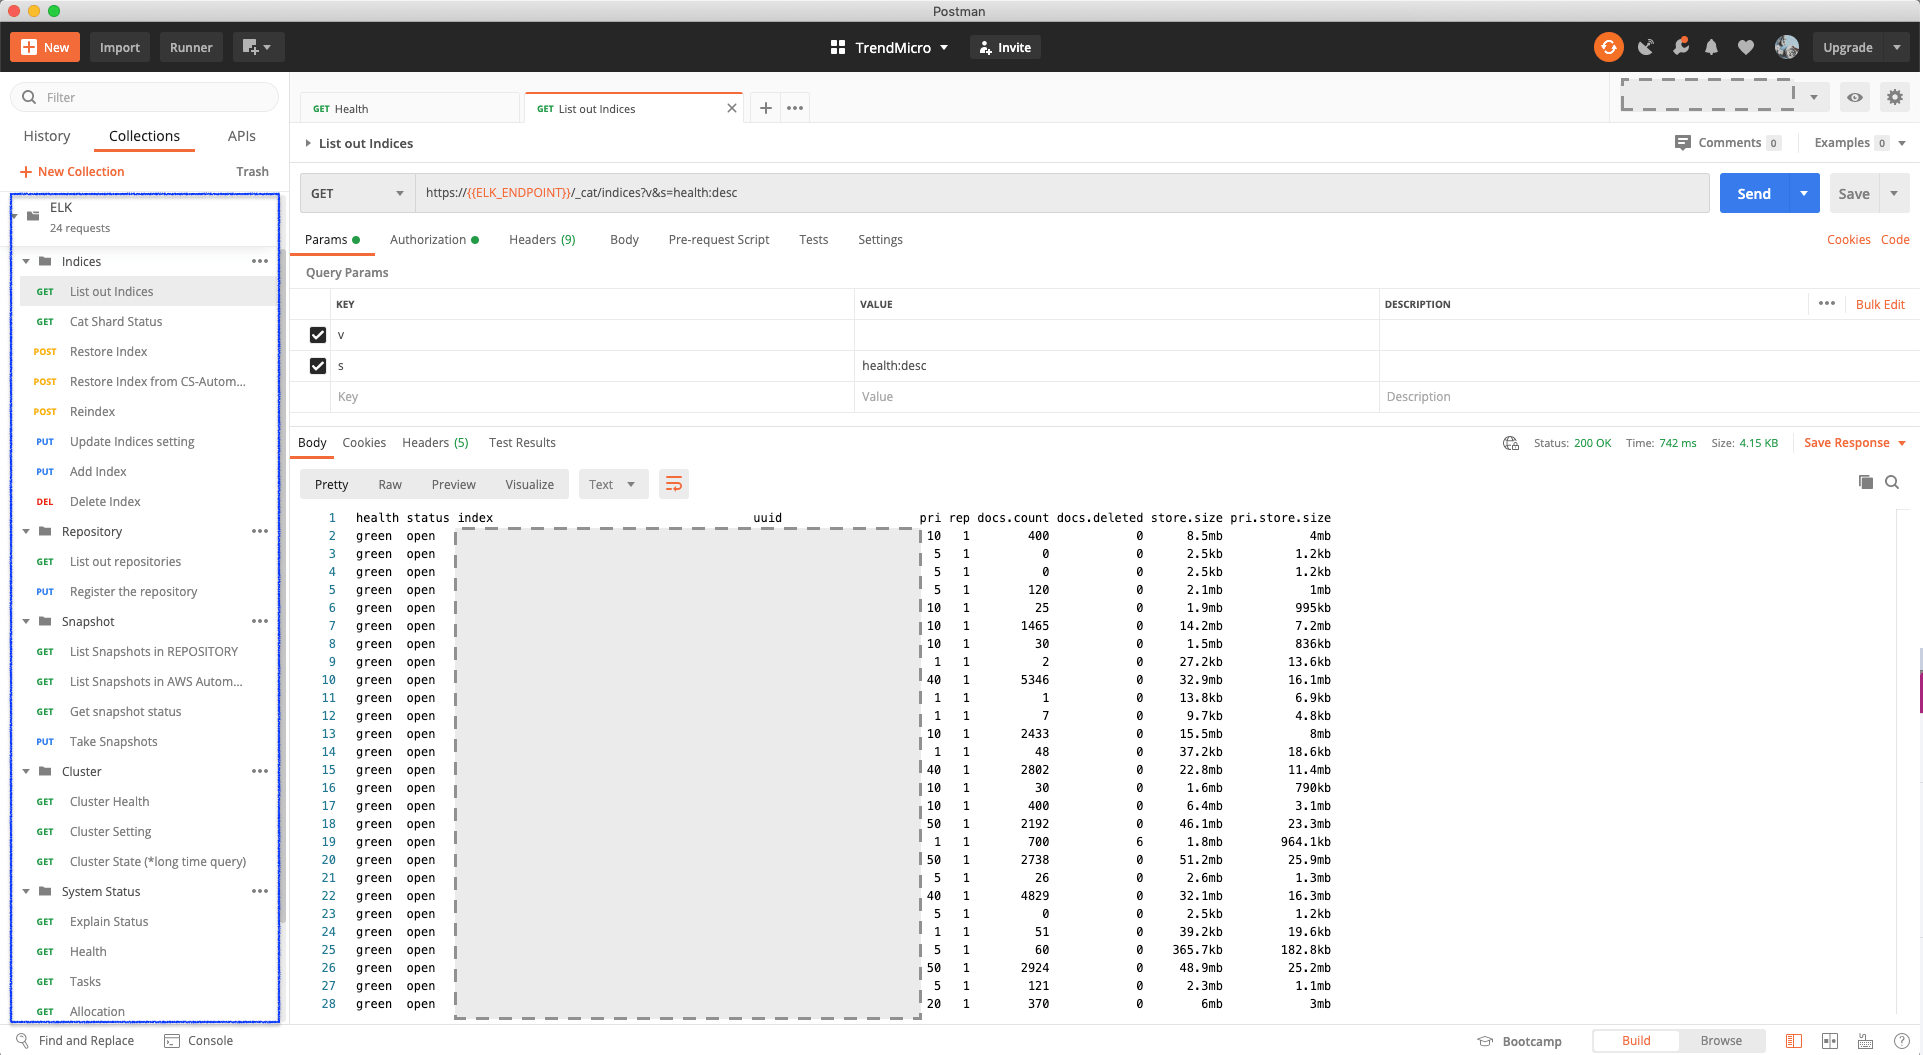 Postman
New
Import
Runner
TrendMicro
Invite
Upgrade
Filter
History
Collections
APIs
New Collection
Trash
ELK
24 requests
Indices
GET List out Indices
GET Cat Shard Status
POST Restore Index
POST Restore Index from CS-Autom...
POST Reindex
PUT Update Indices setting
PUT Add Index
DEL Delete Index
Repository
GET List out repositories
PUT Register the repository
Snapshot
GET List Snapshots in REPOSITORY
GET List Snapshots in AWS Autom...
GET Get snapshot status
PUT Take Snapshots
Cluster
GET Cluster Health
GET Cluster Setting
GET Cluster State (*long time query)
System Status
GET Explain Status
GET Health
GET Tasks
GET Allocation
GET Health
GET List out Indices
List out Indices
Comments 0
Examples 0
GET
https://{{ELK_ENDPOINT}}/_cat/indices?v&s=health:desc
Send
Save
Params
Authorization
Headers (9)
Body
Pre-request Script
Tests
Settings
Cookies
Code
Query Params
KEY VALUE DESCRIPTION
Bulk Edit
v
s health:desc
Key Value Description
Body
Cookies
Headers (5)
Test Results
Status: 200 OK
Time: 742 ms
Size: 4.15 KB
Save Response
Pretty
Raw
Preview
Visualize
Text
1 health status index uuid pri rep docs.count docs.deleted store.size pri.store.size
2 green open 10 1 400 0 8.5mb 4mb
3 green open 5 1 0 0 2.5kb 1.2kb
4 green open 5 1 0 0 2.5kb 1.2kb
5 green open 5 1 120 0 2.1mb 1mb
6 green open 10 1 25 0 1.9mb 995kb
7 green open 10 1 1465 0 14.2mb 7.2mb
8 green open 10 1 30 0 1.5mb 836kb
9 green open 1 1 2 0 27.2kb 13.6kb
10 green open 40 1 5346 0 32.9mb 16.1mb
11 green open 1 1 1 0 13.8kb 6.9kb
12 green open 1 1 7 0 9.7kb 4.8kb
13 green open 10 1 2433 0 15.5mb 8mb
14 green open 1 1 48 0 37.2kb 18.6kb
15 green open 40 1 2802 0 22.8mb 11.4mb
16 green open 10 1 30 0 1.6mb 790kb
17 green open 10 1 400 0 6.4mb 3.1mb
18 green open 50 1 2192 0 46.1mb 23.3mb
19 green open 1 1 700 6 1.8mb 964.1kb
20 green open 50 1 2738 0 51.2mb 25.9mb
21 green open 5 1 26 0 2.6mb 1.3mb
22 green open 40 1 4829 0 32.1mb 16.3mb
23 green open 5 1 0 0 2.5kb 1.2kb
24 green open 1 1 51 0 39.2kb 19.6kb
25 green open 5 1 60 0 365.7kb 182.8kb
26 green open 50 1 2924 0 48.9mb 25.2mb
27 green open 5 1 121 0 2.3mb 1.1mb
28 green open 20 1 370 0 6mb 3mb
Find and Replace
Console
Bootcamp
Build
Browse